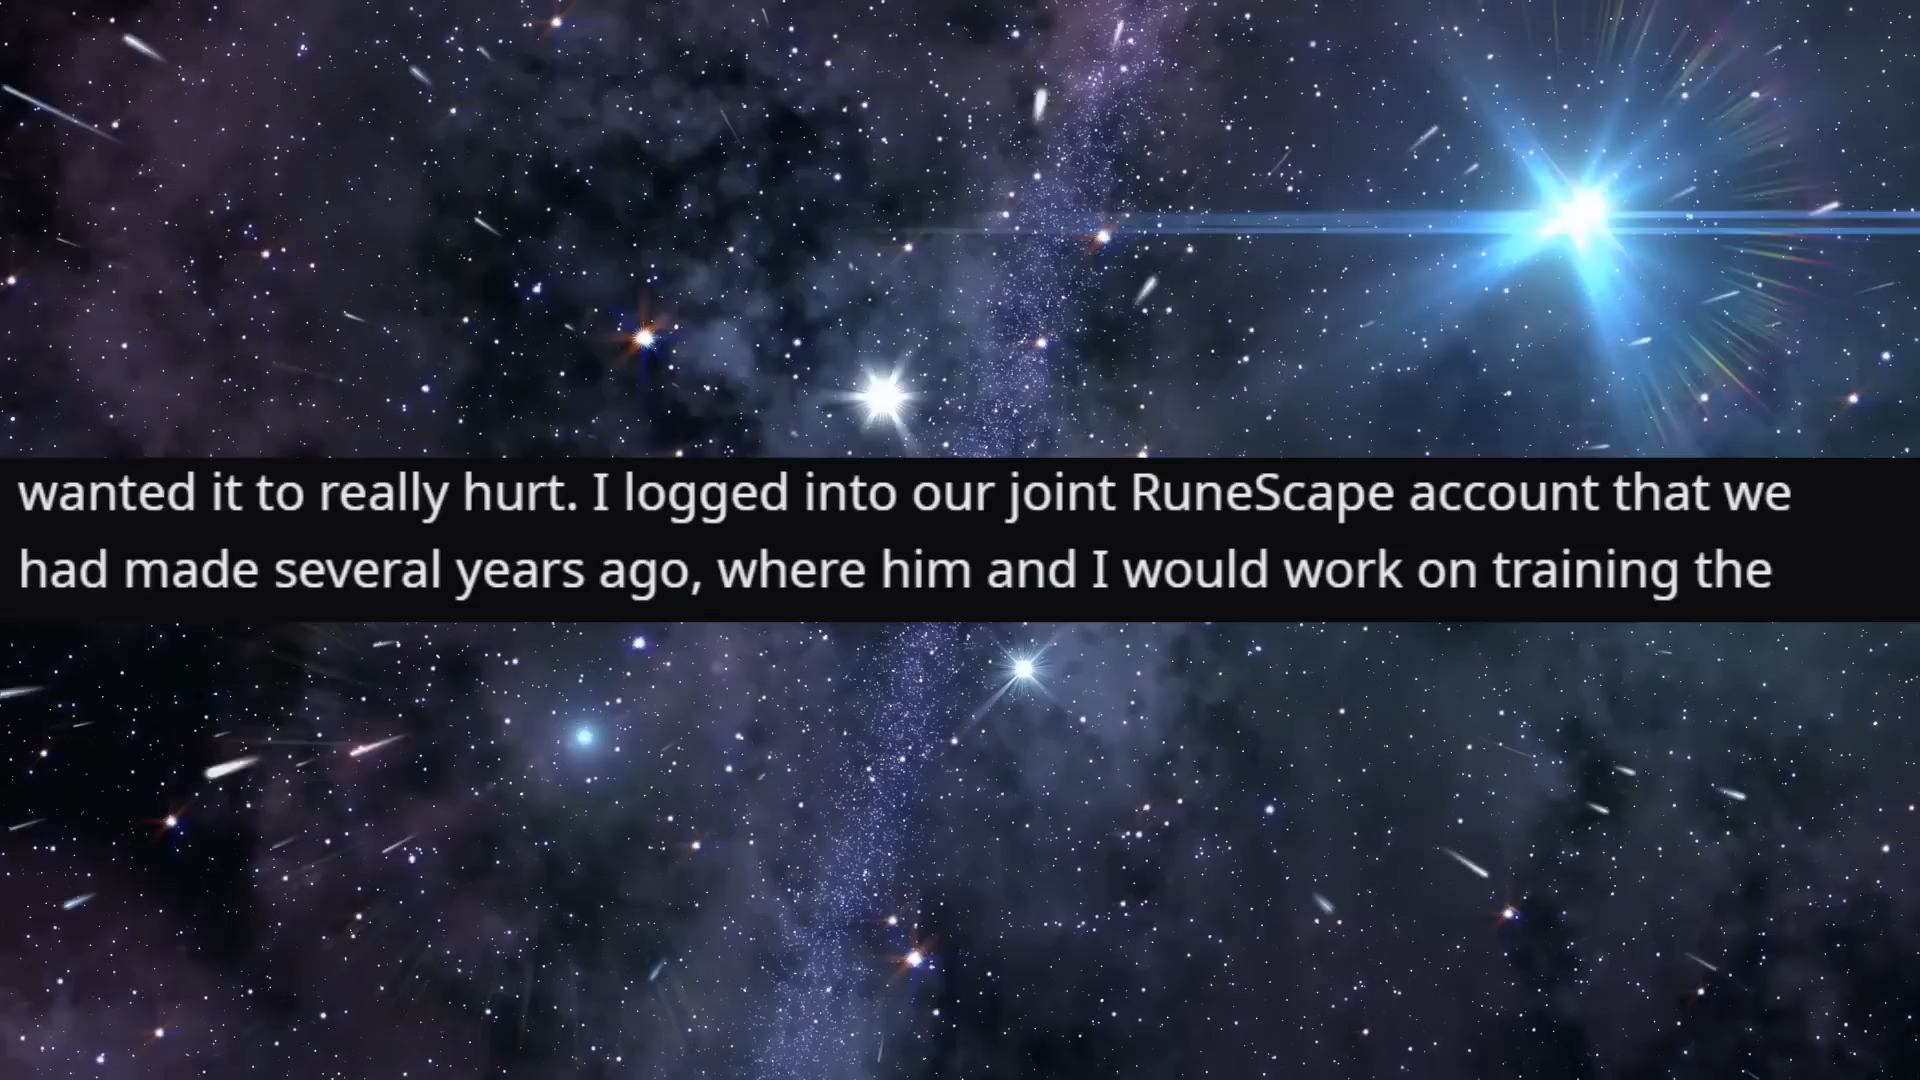 wanted it to really hurt. I logged into our joint RuneScape account that we
had made several years ago, where him and I would work on training the